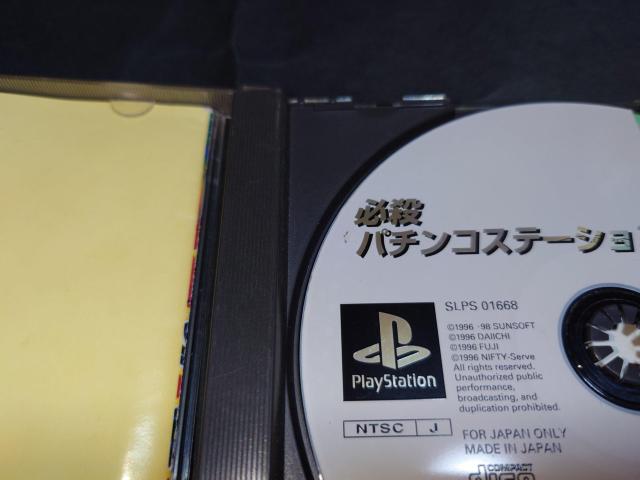 必殺
パチンコステーショ
SLPS 01668
©1996 -98 SUNSOFT
©1996 DAIICHI
©1996 FUJI
©1996 NIFTY-Serve
All rights reserved.
Unauthorized public
performance,
broadcasting, and
duplication prohibited.
PlayStation
NTSC J
FOR JAPAN ONLY
MADE IN JAPAN
COMPACT
disc